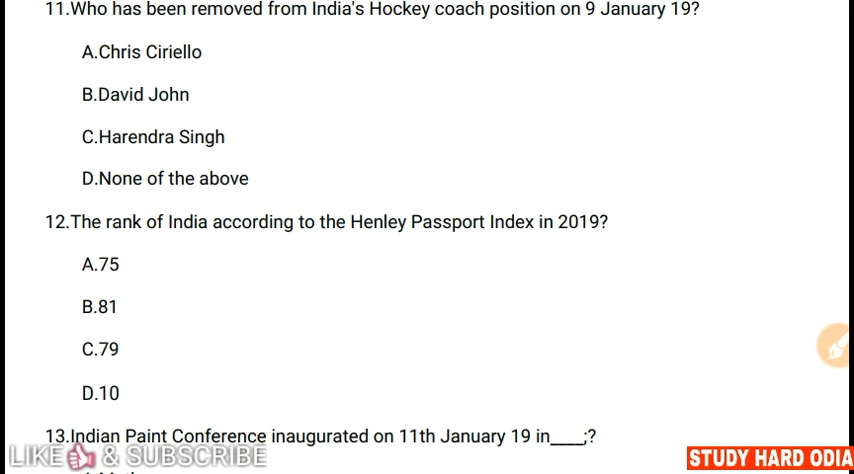 11.Who has been removed from India's Hockey coach position on 9 January 19?
A.Chris Ciriello
B.David John
C.Harendra Singh
D.None of the above
12.The rank of India according to the Henley Passport Index in 2019?
A.75
B.81
C.79
D.10
13.Indian Paint Conference inaugurated on 11th January 19 in____;?
LIKE & SUBSCRIBE
STUDY HARD ODIA